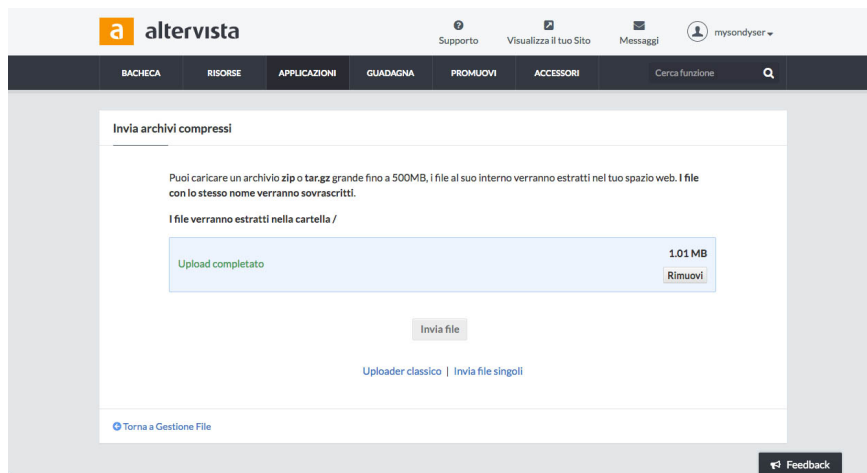 a altervista
Supporto
Visualizza il tuo Sito
Messaggi
mysondyser
BACHECA
RISORSE
APPLICAZIONI
GUADAGNA
PROMUOVI
ACCESSORI
Cerca funzione
Invia archivi compressi
Puoi caricare un archivio zip o tar.gz grande fino a 500MB, i file al suo interno verranno estratti nel tuo spazio web. I file
con lo stesso nome verranno sovrascritti.
I file verranno estratti nella cartella /
1.01 MB
Upload completato
Rimuovi
Invia file
Uploader classico | Invia file singoli
Torna a Gestione File
Feedback